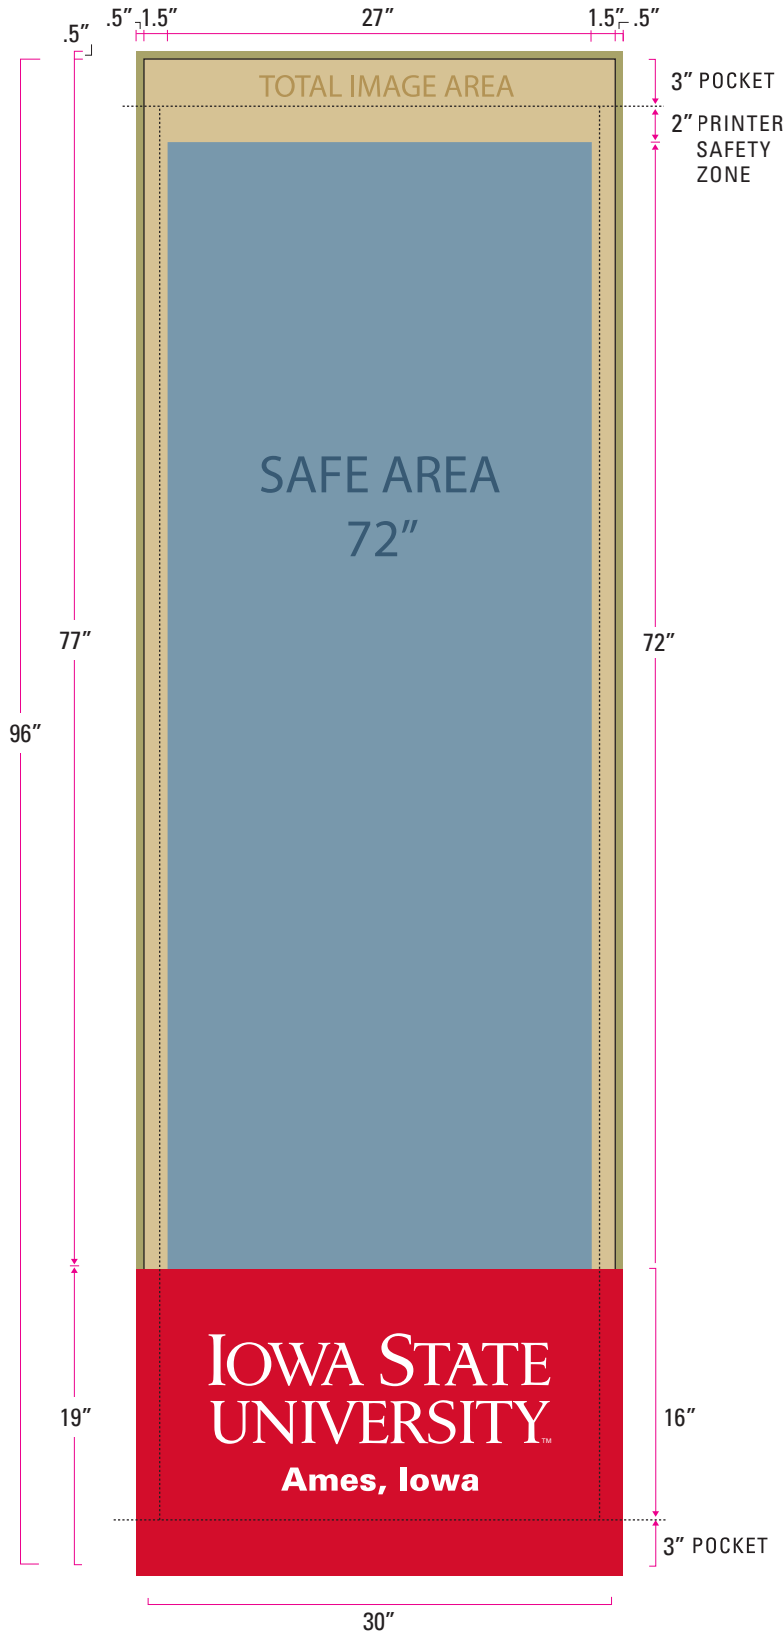 .5” 1.5” 27” 1.5” .5”
.5”
TOTAL IMAGE AREA
3” POCKET
2” PRINTER
SAFETY
ZONE
SAFE AREA
72”
77”
72”
96”
IOWA STATE
UNIVERSITY™
Ames, Iowa
19”
16”
3” POCKET
30”